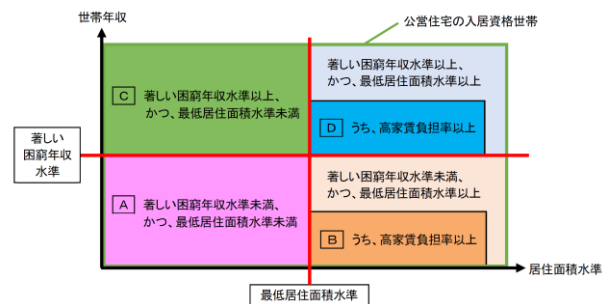 世帯年収
公営住宅の入居資格世帯
C 著しい困窮年収水準以上、
かつ、最低居住面積水準未満
著しい困窮年収水準以上、
かつ、最低居住面積水準以上
D うち、高家賃負担率以上
著しい
困窮年収
水準
A 著しい困窮年収水準未満、
かつ、最低居住面積水準未満
著しい困窮年収水準未満、
かつ、最低居住面積水準以上
B うち、高家賃負担率以上
居住面積水準
最低居住面積水準